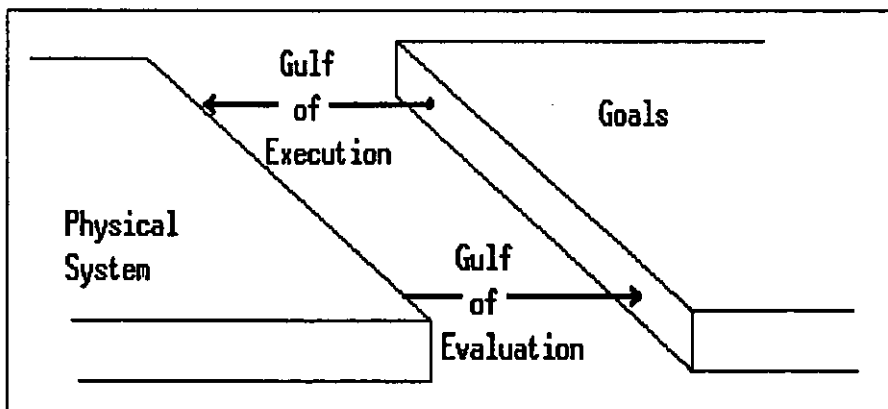 Gulf
of
Execution
Goals
Physical
System
Gulf
of
Evaluation